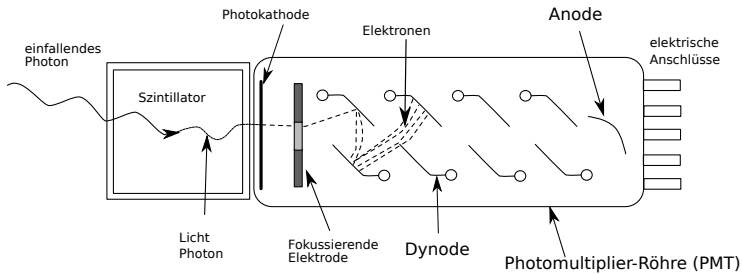 Photokathode
Anode
Elektronen
einfallendes
Photon
elektrische
Anschlüsse
Szintillator
Licht
Photon
Fokussierende
Elektrode
Dynode
Photomultiplier-Röhre (PMT)